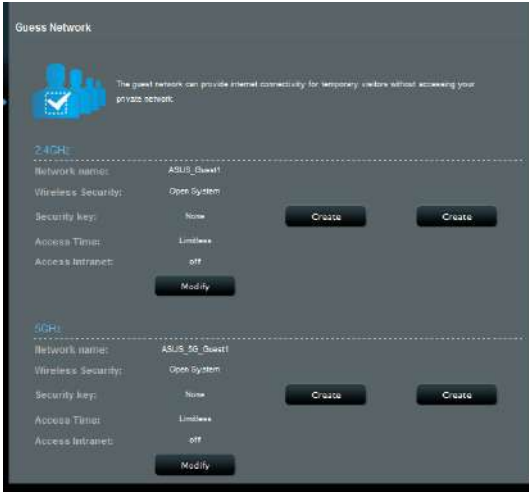 Guess Network
The guest network can provide internet connectivity for temporary visitors without accessing your
private network.
2.4GHz
Network name: ASUS_Guest1
Wireless Security: Open System
Security key: None Create Create
Access Time: Limitless
Access Intranet: off
Modify
5GHz
Network name: ASUS_5G_Guest1
Wireless Security: Open System
Security key: None Create Create
Access Time: Limitless
Access Intranet: off
Modify